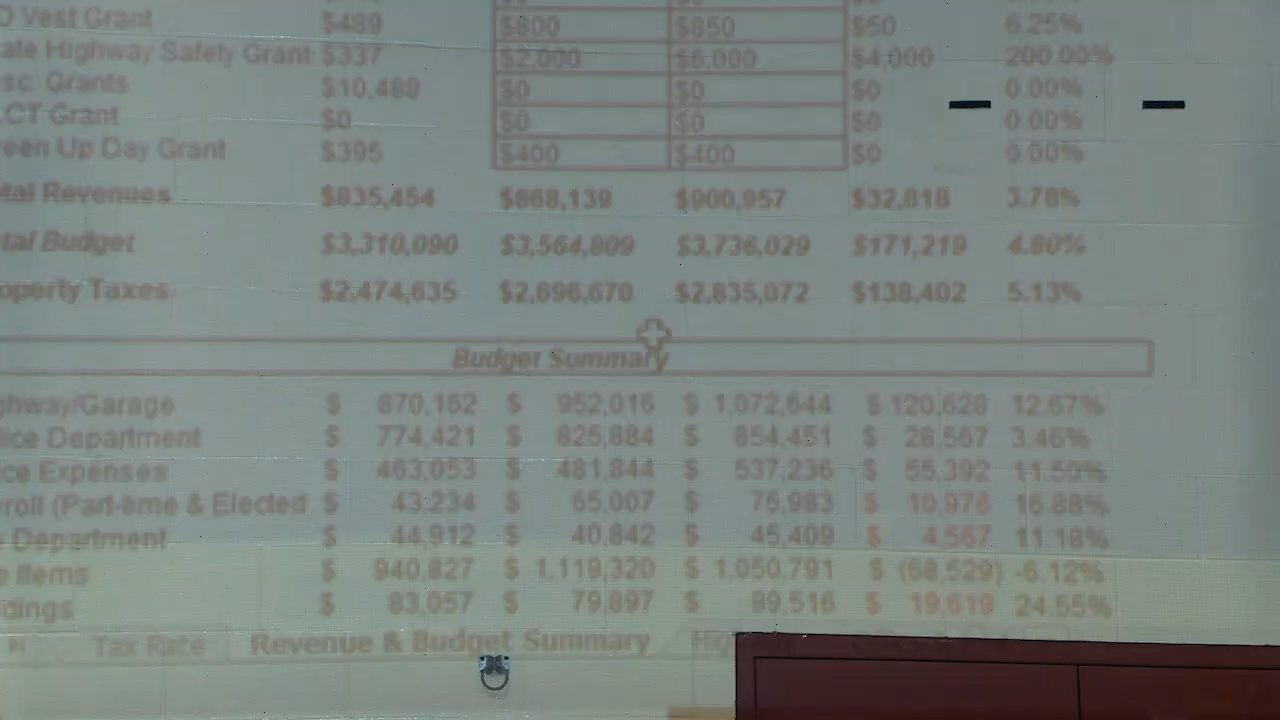 Vest Grant $489 $800 $850 $50 6.25%
ate Highway Safety Grant $337 $2,000 $6,000 $4,000 200.00%
sc. Grants $10,488 $0 $0 $0 0.00%
CT Grant $0 $0 $0 $0 0.00%
een Up Day Grant $395 $400 $400 $0 0.00%
tal Revenues $835,454 $868,139 $900,957 $32,818 3.78%
tal Budget $3,310,090 $3,564,809 $3,736,029 $171,219 4.80%
operty Taxes $2,474,635 $2,696,670 $2,835,072 $138,402 5.13%
Budget Summary
ghway/Garage $ 870,162 $ 952,016 $ 1,072,644 $ 120,628 12.67%
lice Department $ 774,421 $ 825,884 $ 854,451 $ 28,567 3.46%
ice Expenses $ 463,053 $ 481,844 $ 537,236 $ 55,392 11.50%
roll (Part-time & Elected $ 43,234 $ 65,007 $ 75,983 $ 10,976 16.88%
Department $ 44,912 $ 40,842 $ 45,409 $ 4,567 11.18%
e Items $ 940,827 $ 1,119,320 $ 1,050,791 $ (68,529) -6.12%
dings $ 83,057 $ 79,897 $ 99,516 $ 19,619 24.55%
Tax Rate Revenue & Budget Summary Hig